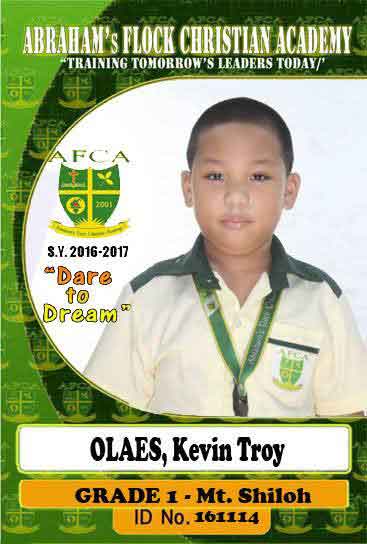 ABRAHAM's FLOCK CHRISTIAN ACADEMY
"TRAINING TOMORROW'S LEADERS TODAY!'
AFCA
2001
S.Y. 2016-2017
"Dare
to
Dream"
AFCA
OLAES, Kevin Troy
GRADE 1 - Mt. Shiloh
ID No. 161114